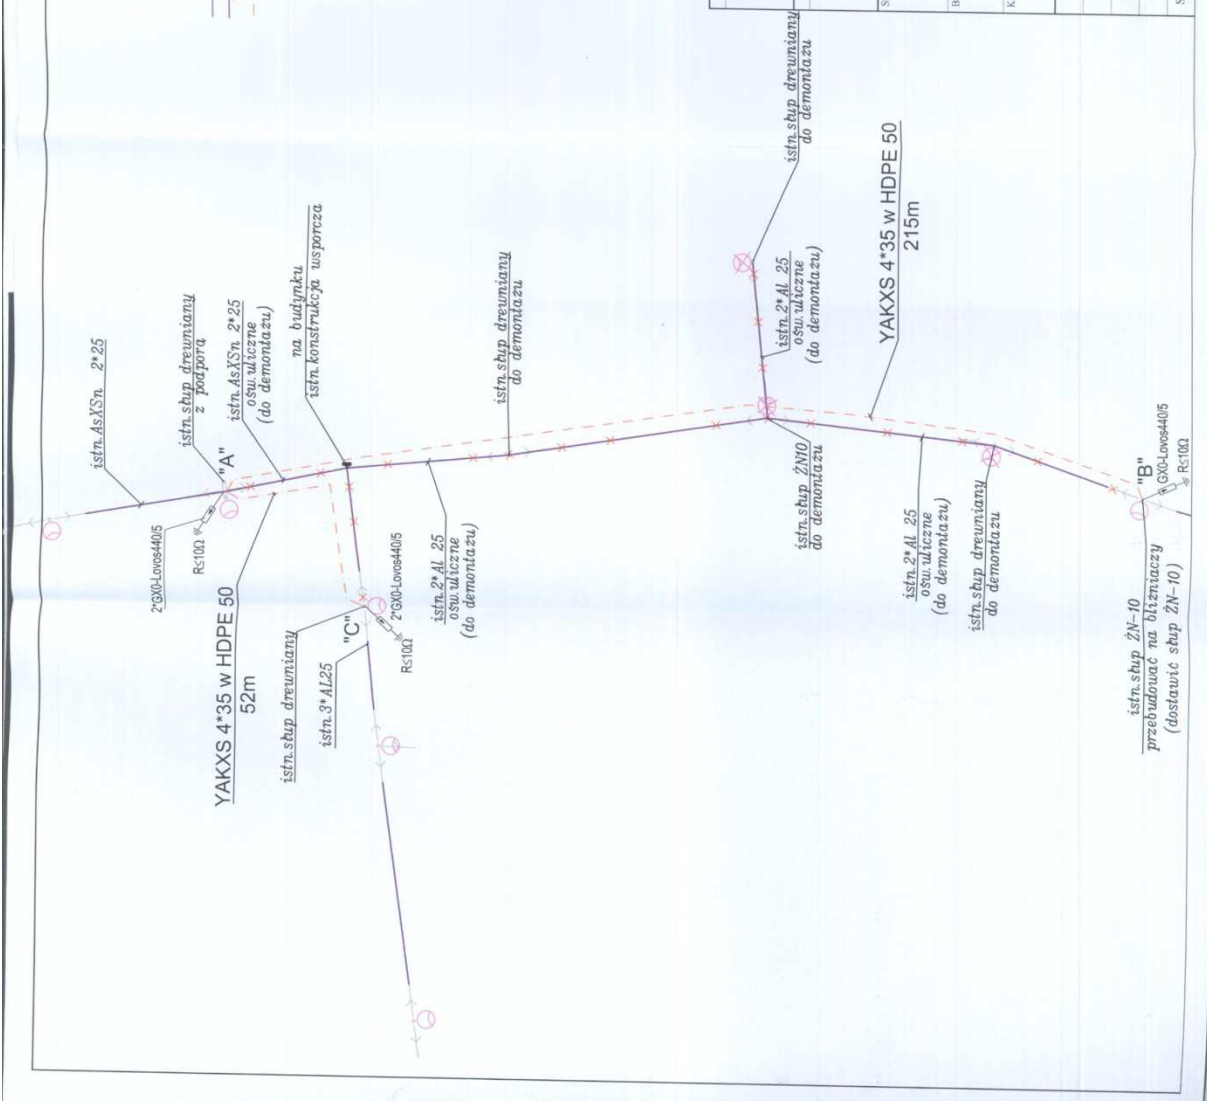 istn.AsXSn 2*25
istn.słup drewniany
z podporą
"A"
istn.AsXSn 2*25
ośw.uliczne
(do demontażu)
na budynku
istn.konstrukcja wsporcza
2*GX0-Lovos440/5
R≤10Ω
YAKXS 4*35 w HDPE 50
52m
istn.słup drewniany
"C"
istn.3*AL25
2*GX0-Lovos440/5
R≤10Ω
istn.2*Al 25
ośw.uliczne
(do demontażu)
istn.słup drewniany
do demontażu
istn.słup drewniany
do demontażu
istn.2*Al 25
ośw.uliczne
(do demontażu)
YAKXS 4*35 w HDPE 50
215m
istn.słup ŻN10
do demontażu
istn.2*Al 25
ośw.uliczne
(do demontażu)
istn.słup drewniany
do demontażu
"B"
GX0-Lovos440/5
R≤10Ω
istn.słup ŻN-10
przebudować na bliźniaczy
(dostawić słup ŻN-10)
S
B
K
S